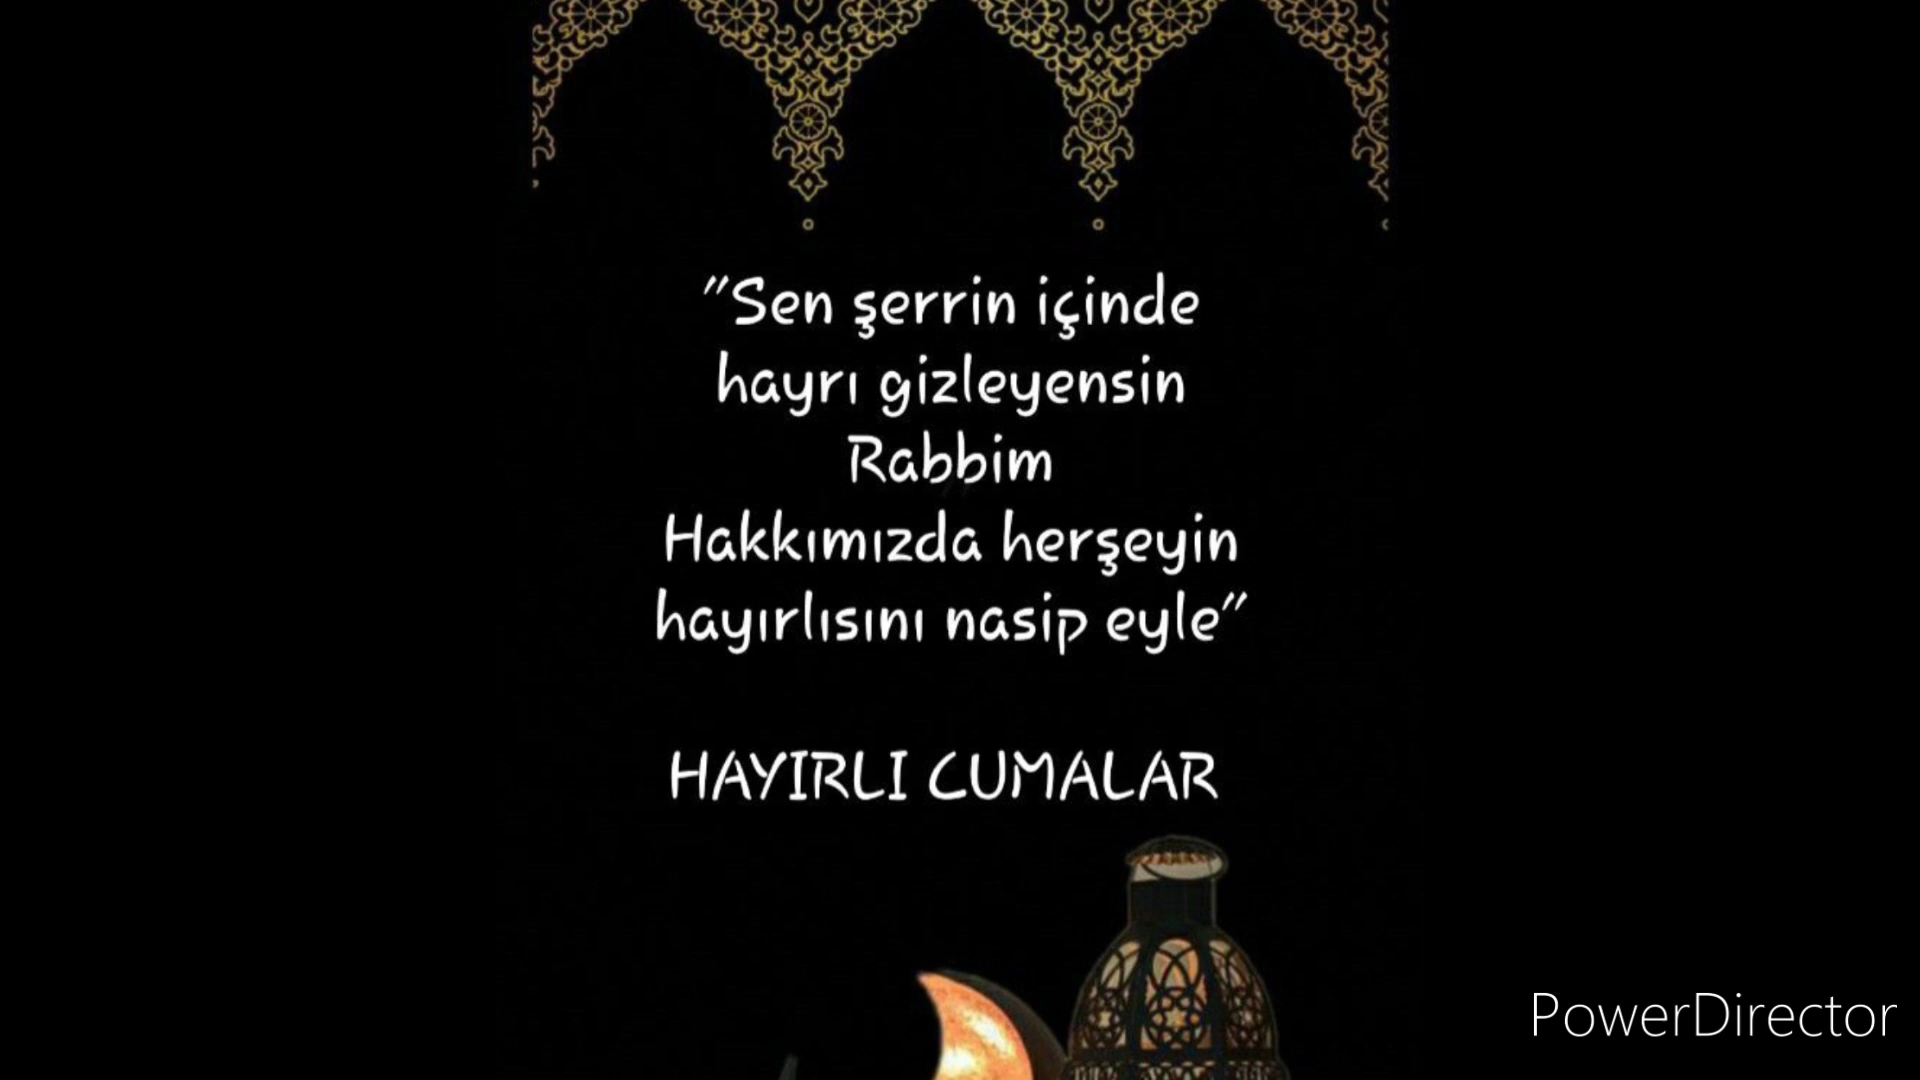 "Sen şerrin içinde
hayrı gizleyensin
Rabbim
Hakkımızda herşeyin
hayırlısını nasip eyle"
HAYIRLI CUMALAR
PowerDirector